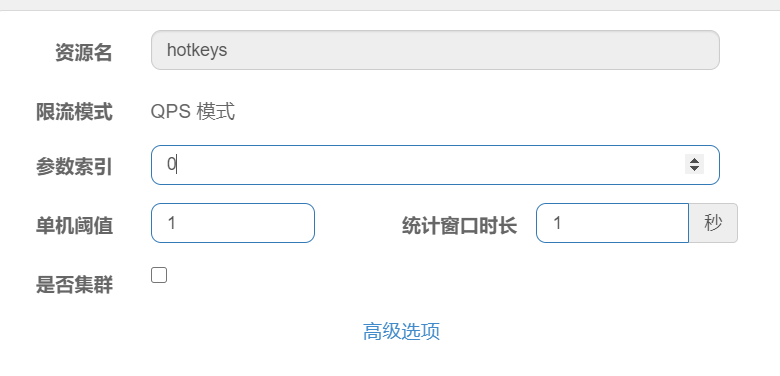 资源名 hotkeys
限流模式 QPS 模式
参数索引 0
单机阈值 1 统计窗口时长 1 秒
是否集群
高级选项